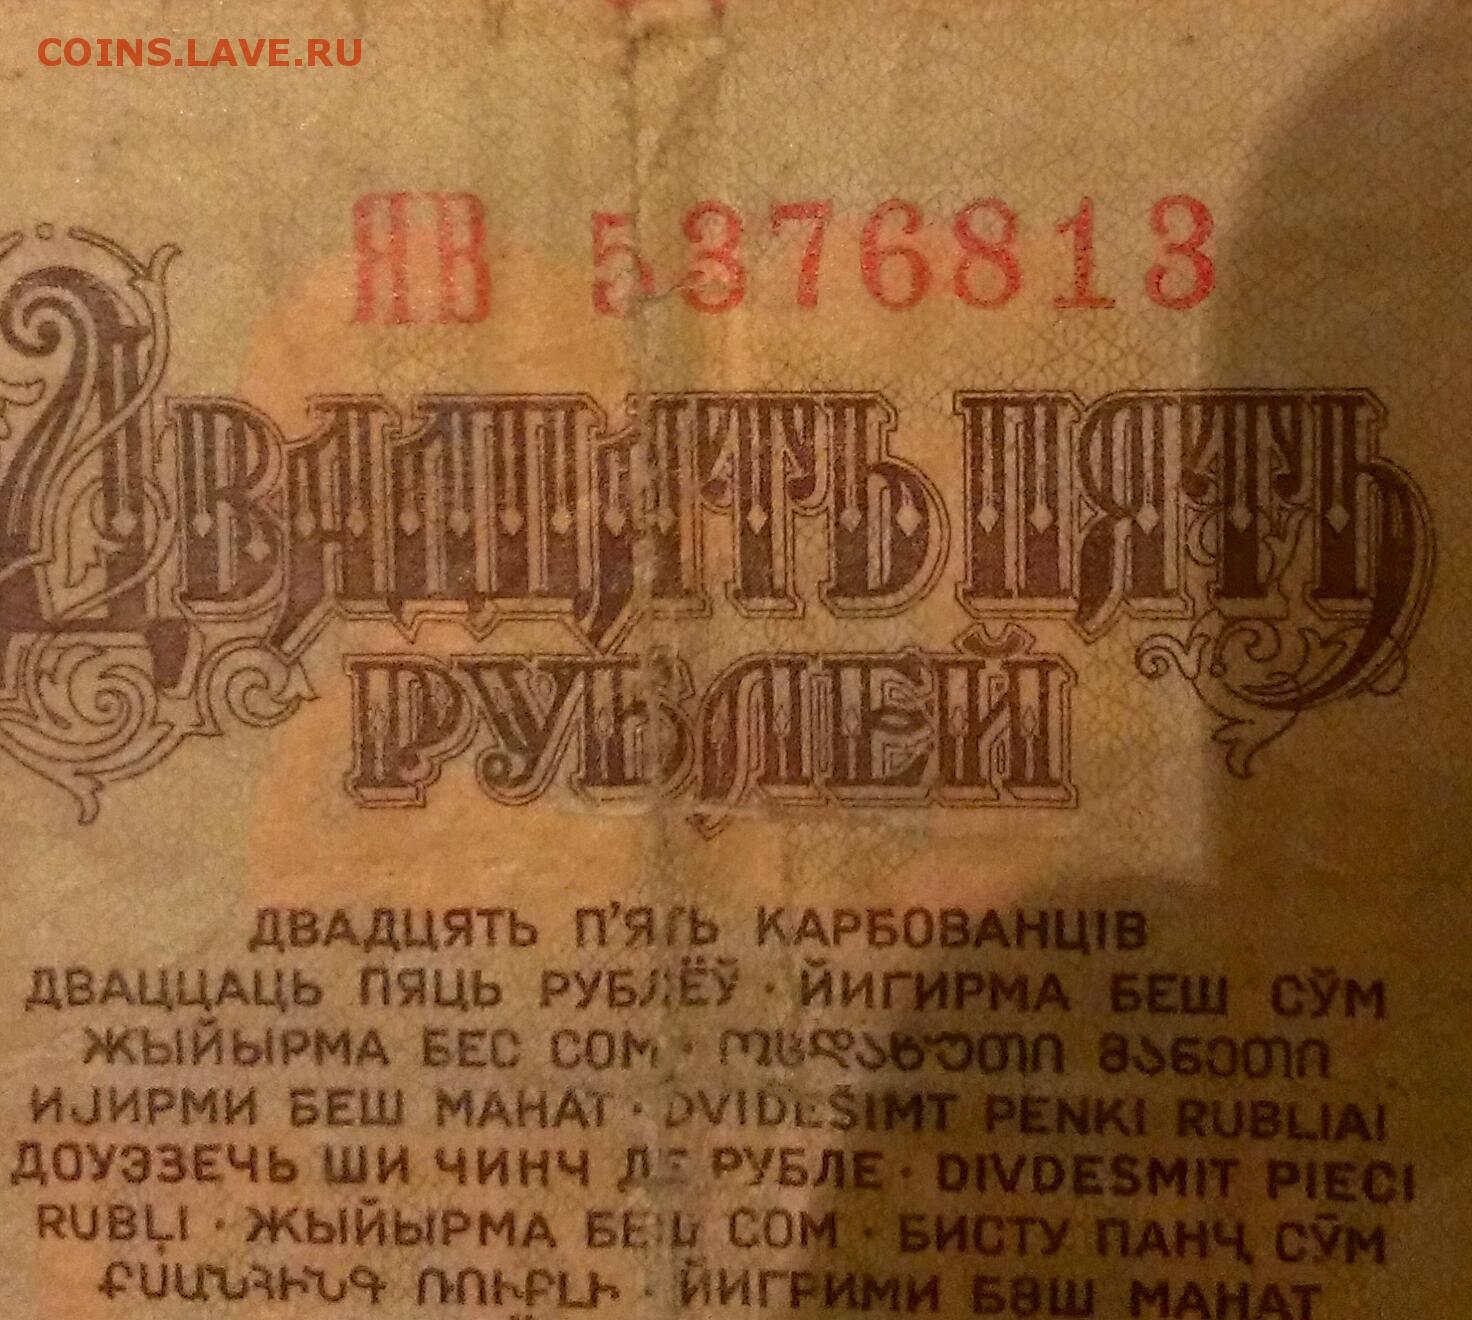 COINS.LAVE.RU
ЯВ 5376813
ДВАДЦАТЬ ПЯТЬ
РУБЛЕЙ
ДВАДЦЯТЬ П'ЯТЬ КАРБОВАНЦІВ
ДВАЦЦАЦЬ ПЯЦЬ РУБЛЁЎ · ЙИГИРМА БЕШ СЎМ
ЖЫЙЫРМА БЕС СОМ · ოცდახუთი მანეთი
ИЈИРМИ БЕШ МАНАТ · DVIDEŠIMT PENKI RUBLIAI
ДОУЭЗЕЧЬ ШИ ЧИНЧ ДЕ РУБЛЕ · DIVDESMIT PIECI
RUBĻI · ЖЫЙЫРМА БЕШ СОМ · БИСТУ ПАНҶ СӮМ
ՔՍԱՆՀԻՆԳ ՌՈՒԲԼԻ · ЙИГРИМИ БӘШ МАНАТ